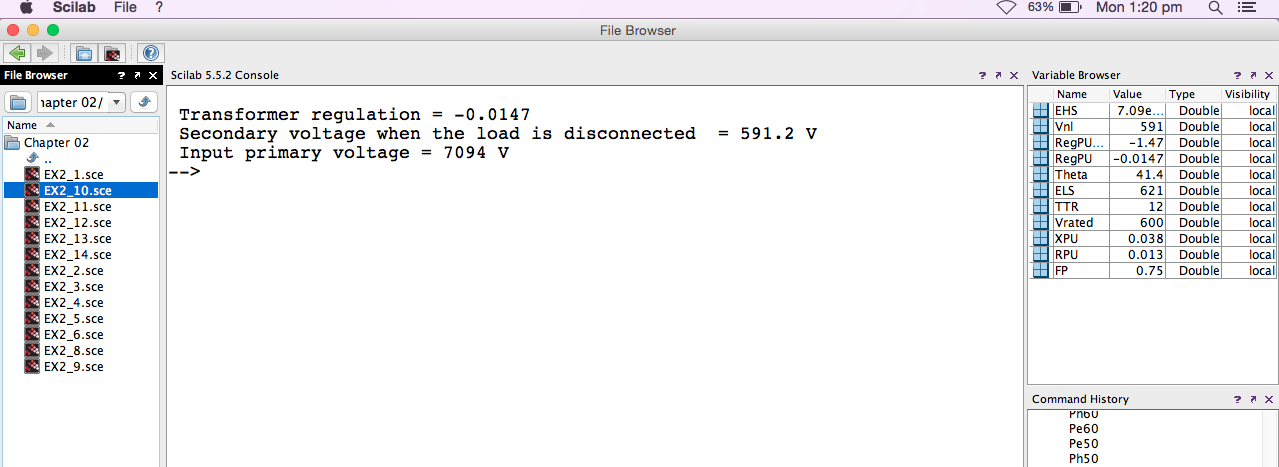 Scilab File ? 63% Mon 1:20 pm
File Browser
?
File Browser ? ↗ X
Scilab 5.5.2 Console ? ↗ X
Variable Browser ? ↗ X
ıapter 02/
Name
Chapter 02
..
EX2_1.sce
EX2_10.sce
EX2_11.sce
EX2_12.sce
EX2_13.sce
EX2_14.sce
EX2_2.sce
EX2_3.sce
EX2_4.sce
EX2_5.sce
EX2_6.sce
EX2_8.sce
EX2_9.sce
Transformer regulation = -0.0147
Secondary voltage when the load is disconnected = 591.2 V
Input primary voltage = 7094 V
-->
Name Value Type Visibility
EHS 7.09e... Double local
Vnl 591 Double local
RegPU... -1.47 Double local
RegPU -0.0147 Double local
Theta 41.4 Double local
ELS 621 Double local
TTR 12 Double local
Vrated 600 Double local
XPU 0.038 Double local
RPU 0.013 Double local
FP 0.75 Double local
Command History ? ↗ X
Ph60
Pe60
Pe50
Ph50